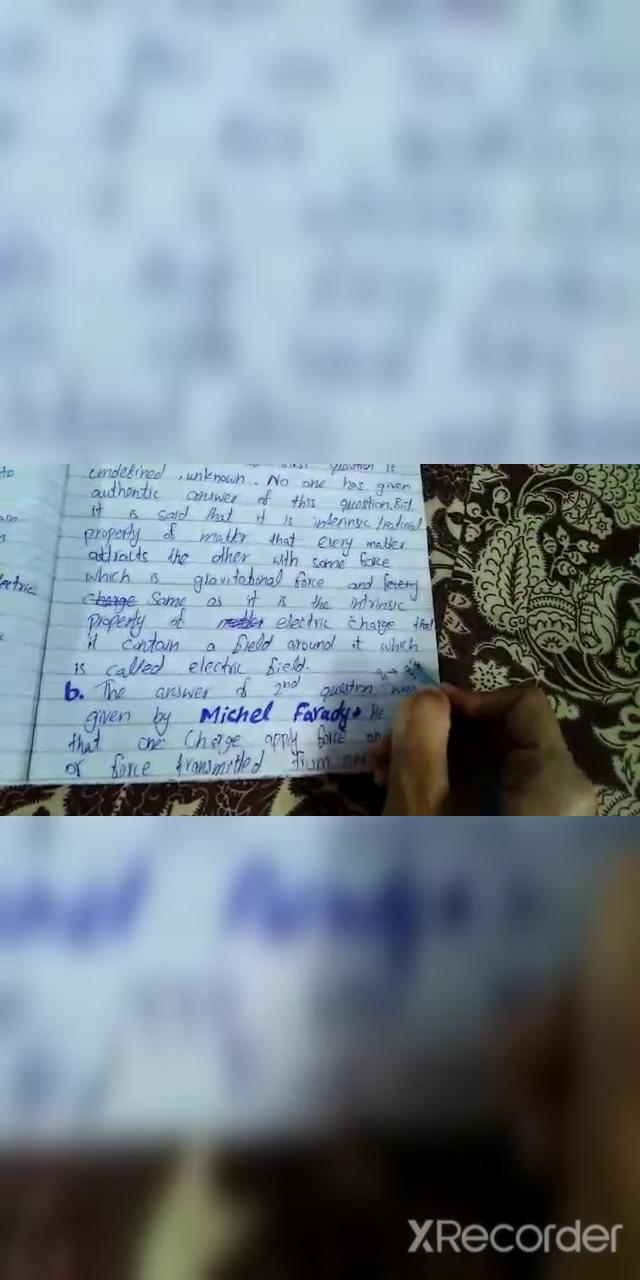 question is
undefined, unknown. No one has given
authentic answer of this question. But
it is said that it is intrinsic /natural
property of matter that every matter
attracts the other with some force
which is gravitational force and
charge Same as it is the intrinsic
property of matter electric charge that
it contain a field around it which
is called electric field.
b. The answer of 2nd question was
given by Michel Farady. He
that one Charge apply force on
or force transmitted from
lectric
XRecorder